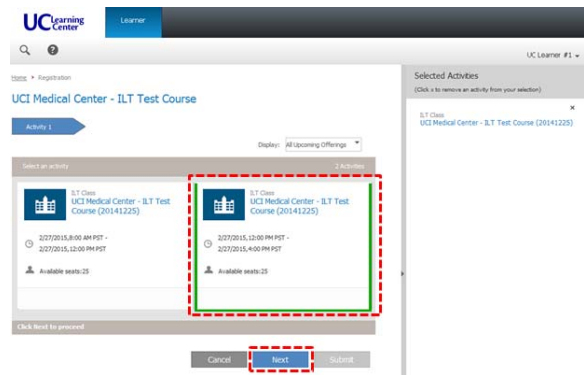 UC Learning Center
Learner
UC Learner #1
Home > Registration
UCI Medical Center - ILT Test Course
Activity 1
Display: All Upcoming Offerings
Select an activity
2 Activities
ILT Class
UCI Medical Center - ILT Test
Course (20141225)
2/27/2015,8:00 AM PST -
2/27/2015,12:00 PM PST
Available seats:25
ILT Class
UCI Medical Center - ILT Test
Course (20141225)
2/27/2015,12:00 PM PST -
2/27/2015,4:00 PM PST
Available seats:25
Click Next to proceed
Cancel
Next
Submit
Selected Activities
(Click x to remove an activity from your selection)
x
ILT Class
UCI Medical Center - ILT Test Course (20141225)